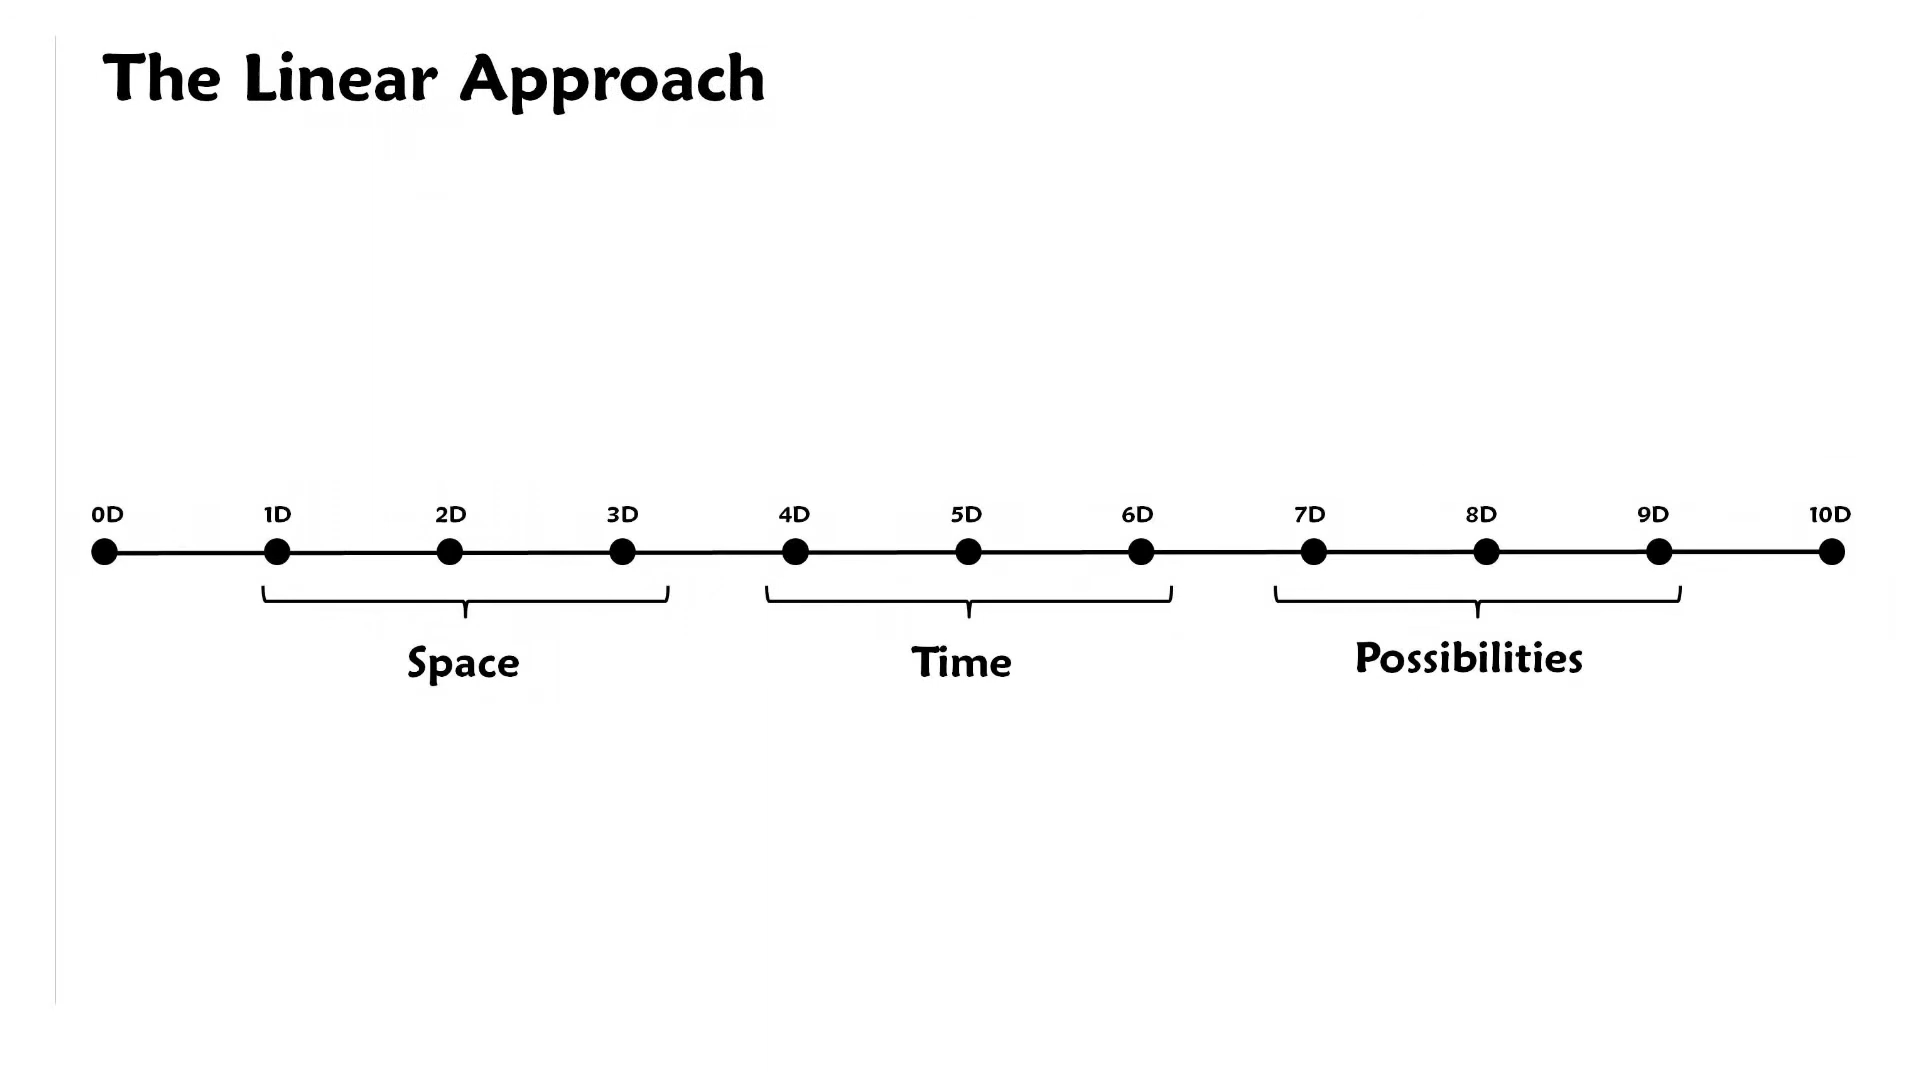 The Linear Approach
0D 1D 2D 3D 4D 5D 6D 7D 8D 9D 10D
Space Time Possibilities